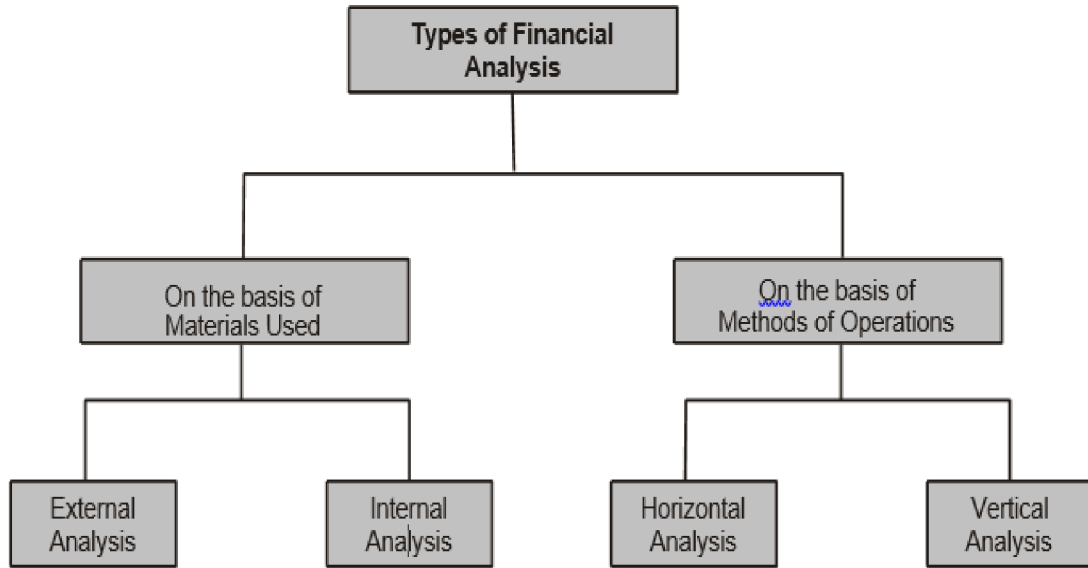 Types of Financial
Analysis
On the basis of
Materials Used
On the basis of
Methods of Operations
External
Analysis
Internal
Analysis
Horizontal
Analysis
Vertical
Analysis